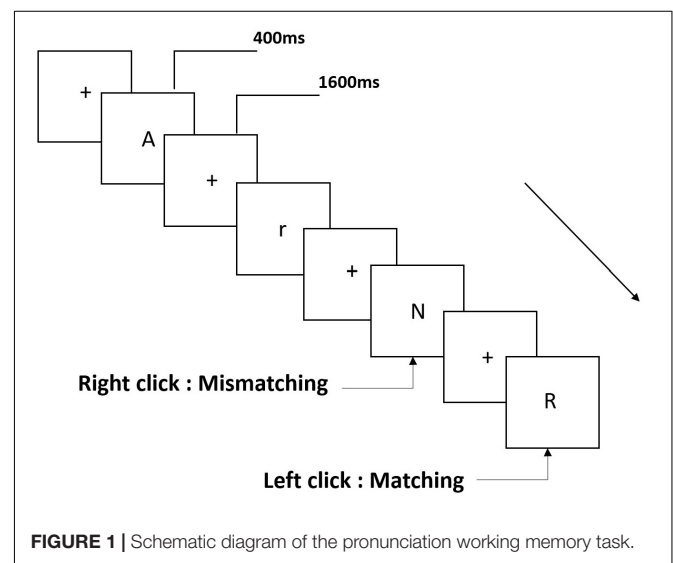 400ms
+
1600ms
A
+
r
+
N
+
Right click : Mismatching
R
Left click : Matching
FIGURE 1 | Schematic diagram of the pronunciation working memory task.